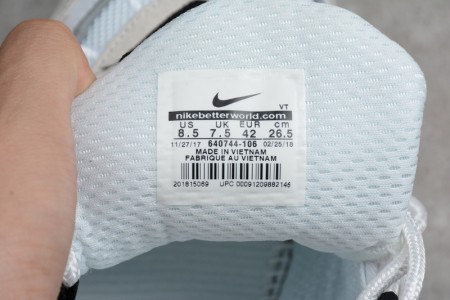 VT
nikebetterworld.com
US UK EUR cm
8.5 7.5 42 26.5
11/27/17 640744-106 02/25/18
MADE IN VIETNAM
FABRIQUE AU VIETNAM
201815069 UPC 00091209882146